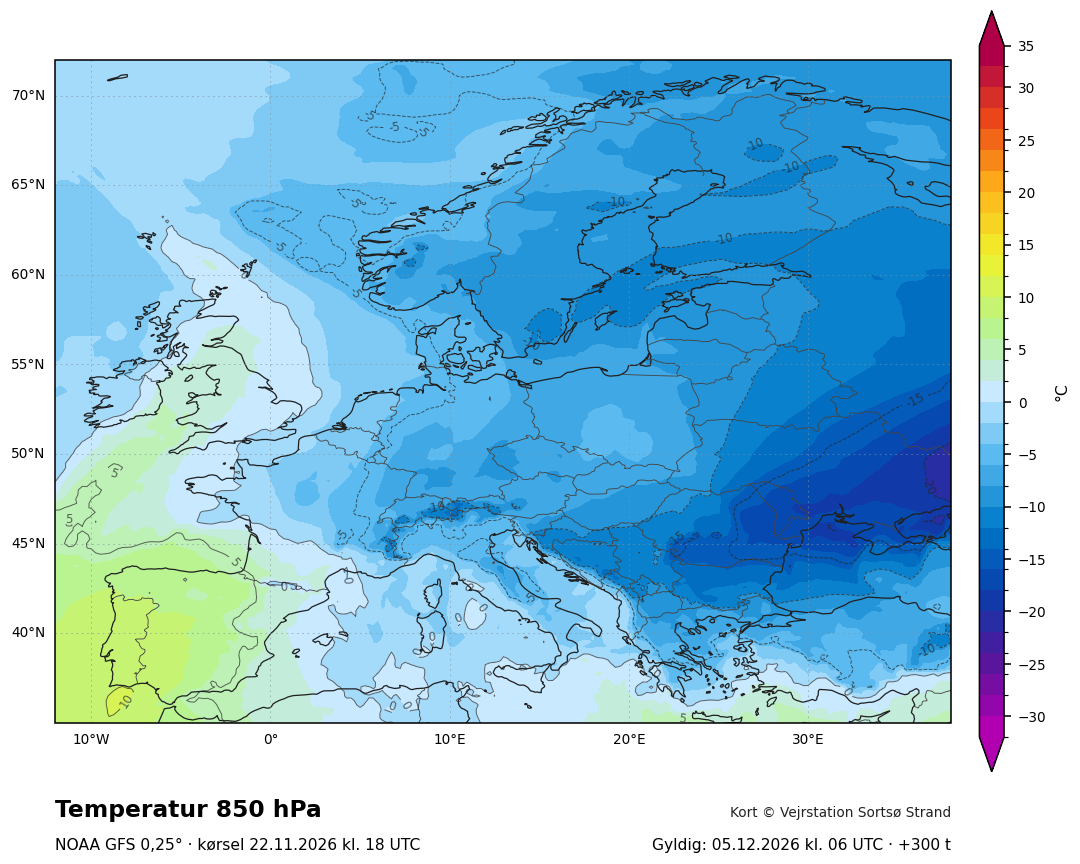 70°N
65°N
60°N
55°N
50°N
45°N
40°N
10°W
0°
10°E
20°E
30°E
35
30
25
20
15
10
5
0
−5
−10
−15
−20
−25
−30
°C
Temperatur 850 hPa
Kort © Vejrstation Sortsø Strand
NOAA GFS 0,25° · kørsel 22.11.2026 kl. 18 UTC
Gyldig: 05.12.2026 kl. 06 UTC · +300 t